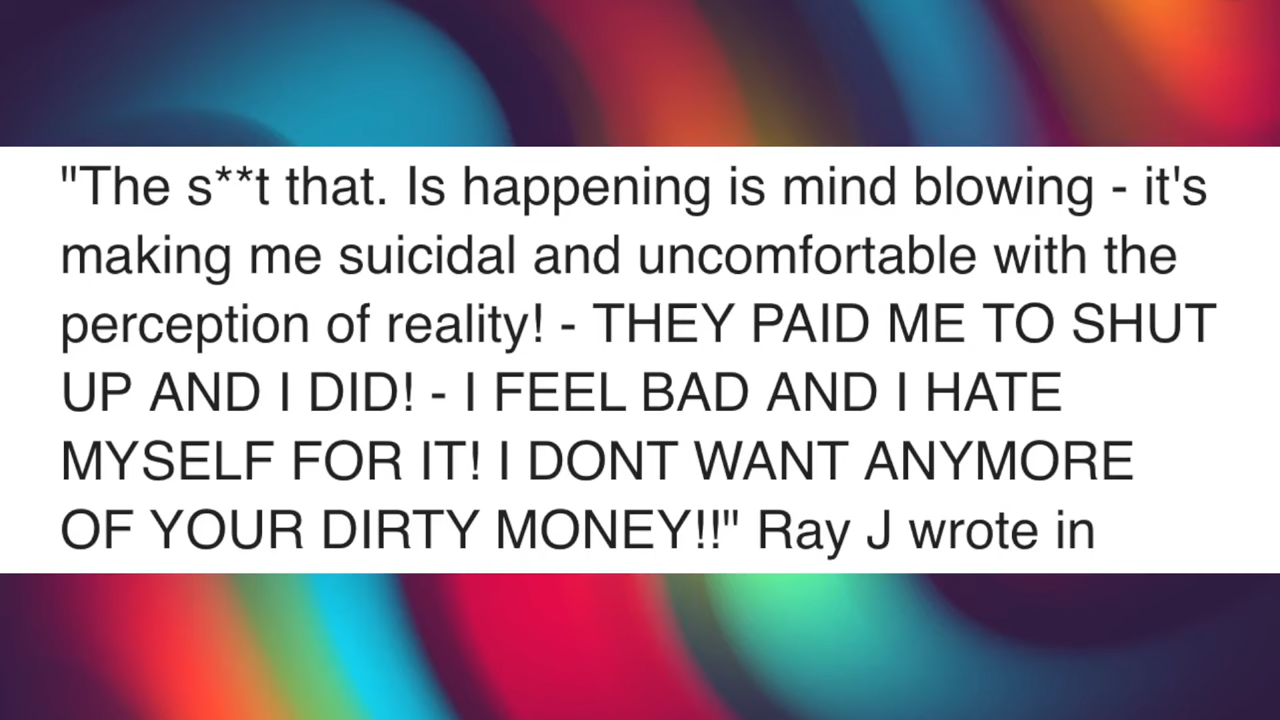 "The s**t that. Is happening is mind blowing - it's
making me suicidal and uncomfortable with the
perception of reality! - THEY PAID ME TO SHUT
UP AND I DID! - I FEEL BAD AND I HATE
MYSELF FOR IT! I DONT WANT ANYMORE
OF YOUR DIRTY MONEY!!" Ray J wrote in